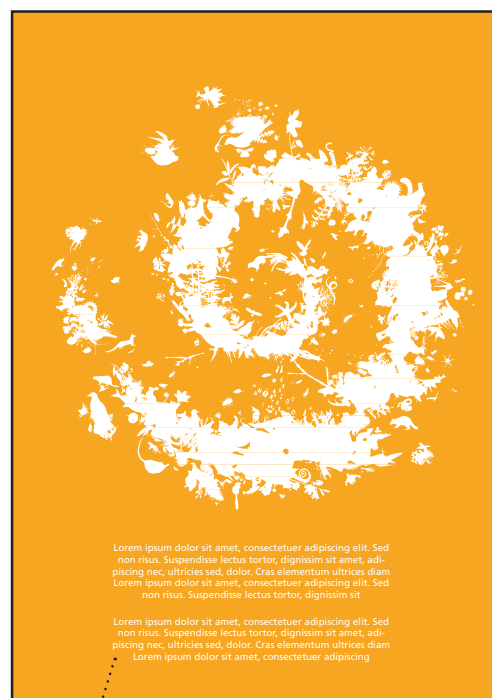 Lorem ipsum dolor sit amet, consectetuer adipiscing elit. Sed
non risus. Suspendisse lectus tortor, dignissim sit amet, adi-
piscing nec, ultricies sed, dolor. Cras elementum ultrices diam
Lorem ipsum dolor sit amet, consectetuer adipiscing elit. Sed
non risus. Suspendisse lectus tortor, dignissim sit
Lorem ipsum dolor sit amet, consectetuer adipiscing elit. Sed
non risus. Suspendisse lectus tortor, dignissim sit amet, adi-
piscing nec, ultricies sed, dolor. Cras elementum ultrices diam
Lorem ipsum dolor sit amet, consectetuer adipiscing